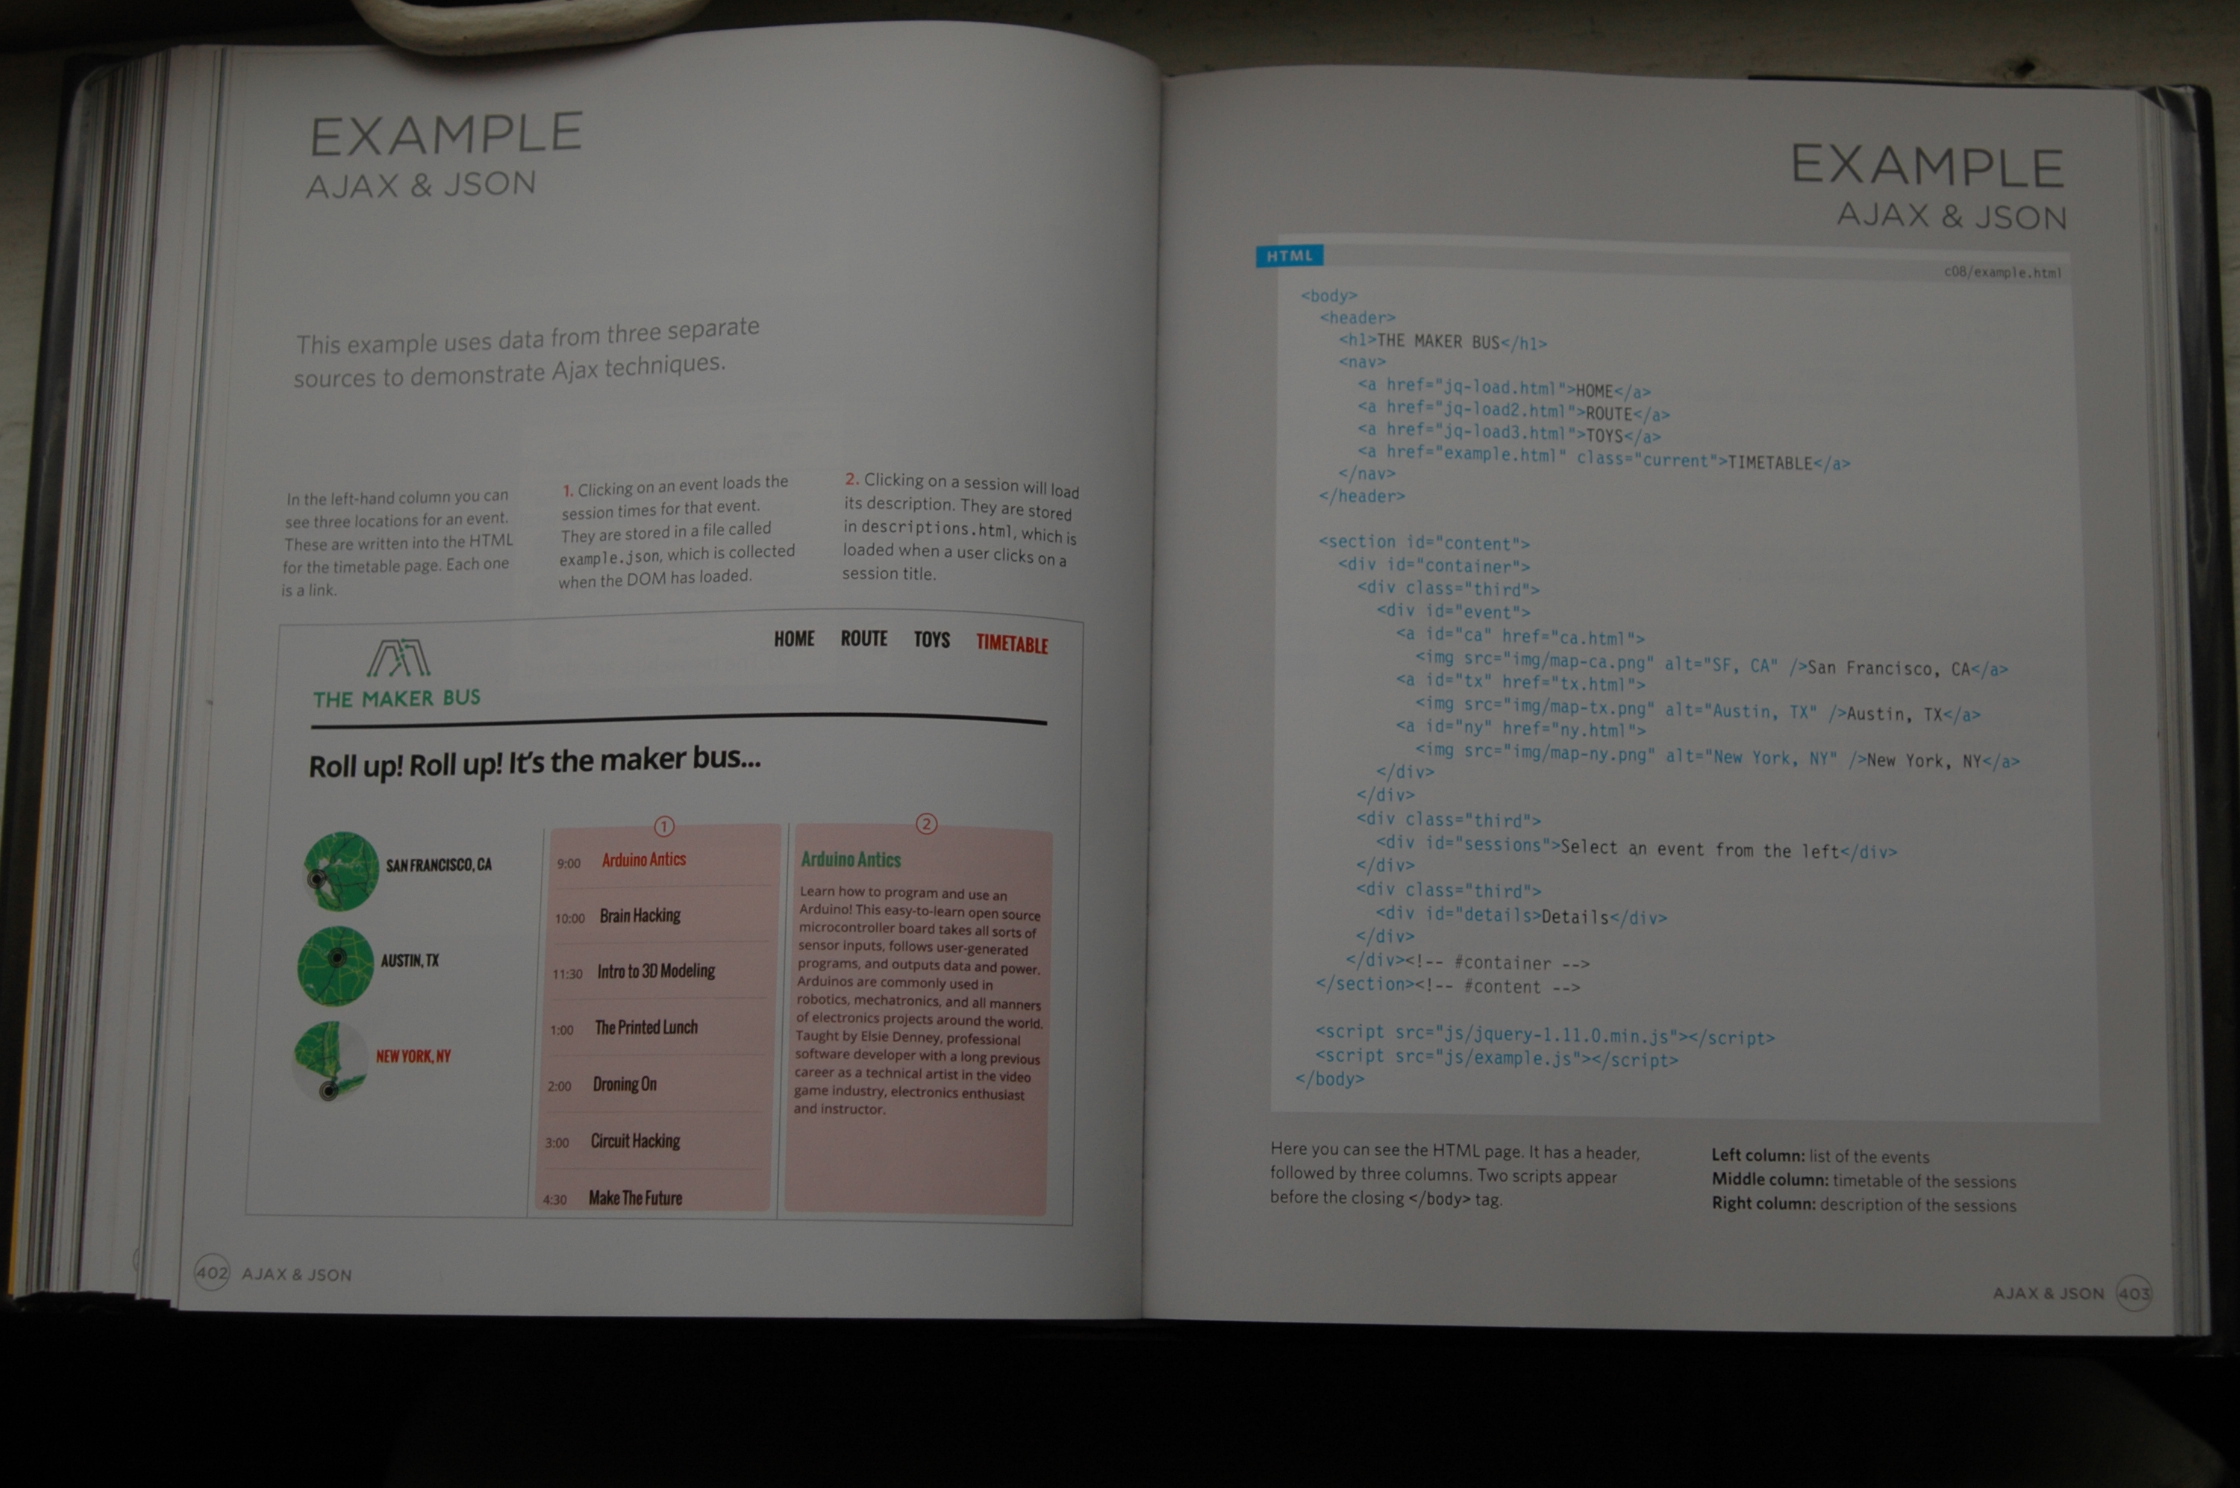 EXAMPLE
AJAX & JSON
This example uses data from three separate
sources to demonstrate Ajax techniques.
In the left-hand column you can
see three locations for an event.
These are written into the HTML
for the timetable page. Each one
is a link.
1. Clicking on an event loads the
session times for that event.
They are stored in a file called
example.json, which is collected
when the DOM has loaded.
2. Clicking on a session will load
its description. They are stored
in descriptions.html, which is
loaded when a user clicks on a
session title.
THE MAKER BUS
HOME ROUTE TOYS TIMETABLE
Roll up! Roll up! It's the maker bus...
SAN FRANCISCO, CA
AUSTIN, TX
NEW YORK, NY
1
9:00 Arduino Antics
10:00 Brain Hacking
11:30 Intro to 3D Modeling
1:00 The Printed Lunch
2:00 Droning On
3:00 Circuit Hacking
4:30 Make The Future
2
Arduino Antics
Learn how to program and use an
Arduino! This easy-to-learn open source
microcontroller board takes all sorts of
sensor inputs, follows user-generated
programs, and outputs data and power.
Arduinos are commonly used in
robotics, mechatronics, and all manners
of electronics projects around the world.
Taught by Elsie Denney, professional
software developer with a long previous
career as a technical artist in the video
game industry, electronics enthusiast
and instructor.
402 AJAX & JSON
EXAMPLE
AJAX & JSON
HTML
c08/example.html
<body>
<header>
<h1>THE MAKER BUS</h1>
<nav>
<a href="jq-load.html">HOME</a>
<a href="jq-load2.html">ROUTE</a>
<a href="jq-load3.html">TOYS</a>
<a href="example.html" class="current">TIMETABLE</a>
</nav>
</header>
<section id="content">
<div id="container">
<div class="third">
<div id="event">
<a id="ca" href="ca.html">
<img src="img/map-ca.png" alt="SF, CA" />San Francisco, CA</a>
<a id="tx" href="tx.html">
<img src="img/map-tx.png" alt="Austin, TX" />Austin, TX</a>
<a id="ny" href="ny.html">
<img src="img/map-ny.png" alt="New York, NY" />New York, NY</a>
</div>
</div>
<div class="third">
<div id="sessions">Select an event from the left</div>
</div>
<div class="third">
<div id="details>Details</div>
</div>
</div><!-- #container -->
</section><!-- #content -->
<script src="js/jquery-1.11.0.min.js"></script>
<script src="js/example.js"></script>
</body>
Here you can see the HTML page. It has a header,
followed by three columns. Two scripts appear
before the closing </body> tag.
Left column: list of the events
Middle column: timetable of the sessions
Right column: description of the sessions
AJAX & JSON 403